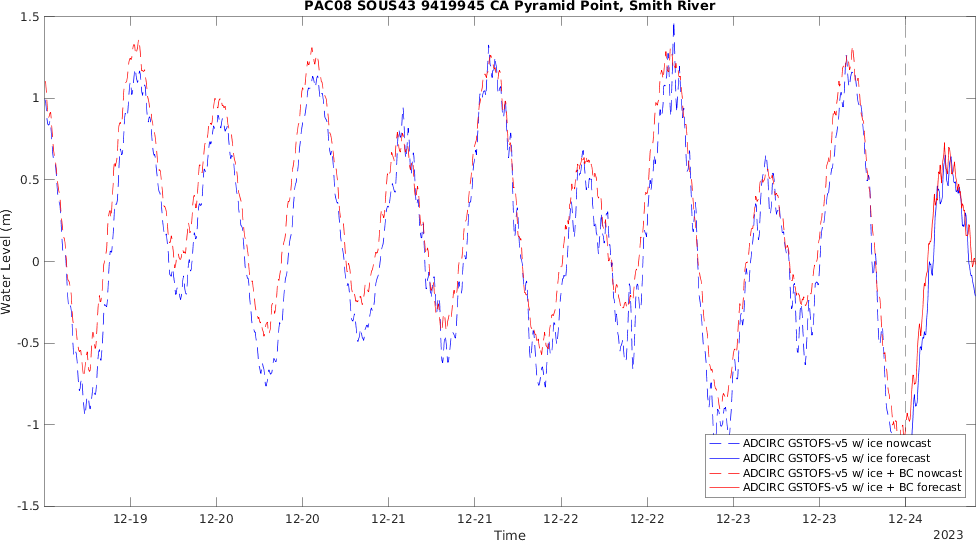 PAC08 SOUS43 9419945 CA Pyramid Point, Smith River
1.5
1
0.5
0
-0.5
-1
-1.5
Water Level (m)
ADCIRC GSTOFS-v5 w/ ice nowcast
ADCIRC GSTOFS-v5 w/ ice forecast
ADCIRC GSTOFS-v5 w/ ice + BC nowcast
ADCIRC GSTOFS-v5 w/ ice + BC forecast
12-19 12-20 12-20 12-21 12-21 12-22 12-22 12-23 12-23 12-24
Time
2023